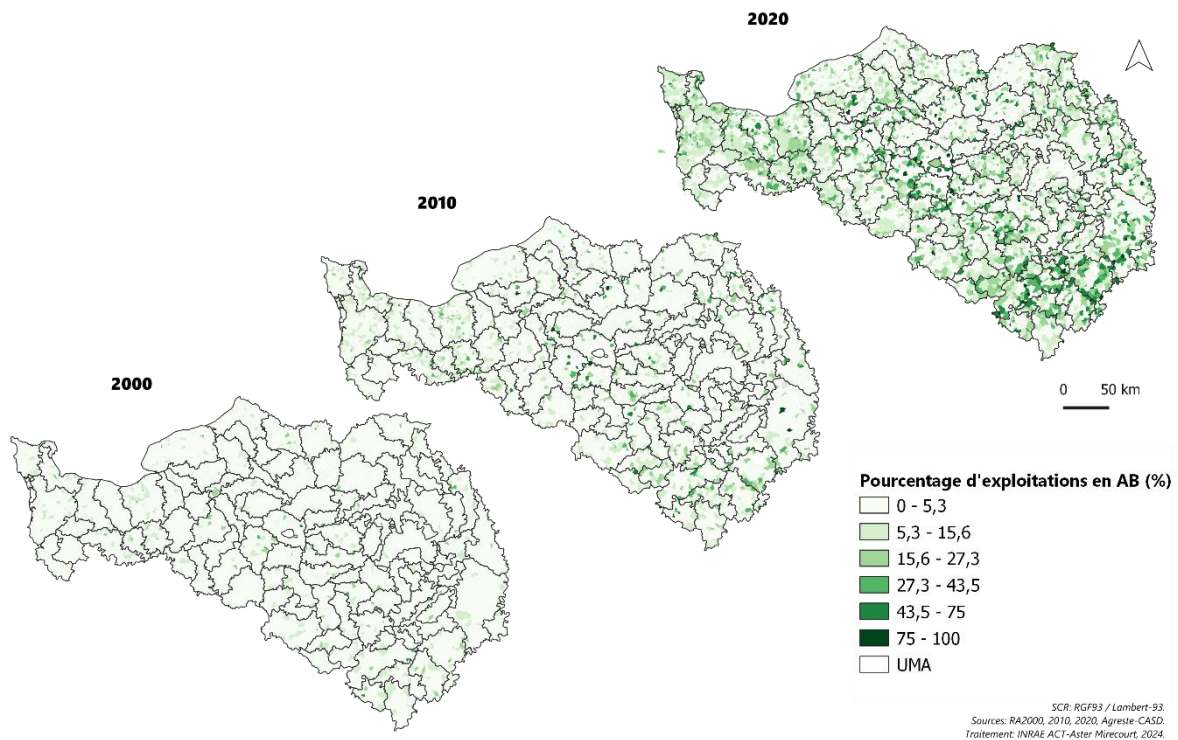 2020
2010
2000
0 50 km
Pourcentage d'exploitations en AB (%)
0 - 5,3
5,3 - 15,6
15,6 - 27,3
27,3 - 43,5
43,5 - 75
75 - 100
UMA
SCR: RGF93 / Lambert-93.
Sources: RA2000, 2010, 2020, Agreste-CASD.
Traitement: INRAE ACT-Aster Mirecourt, 2024.